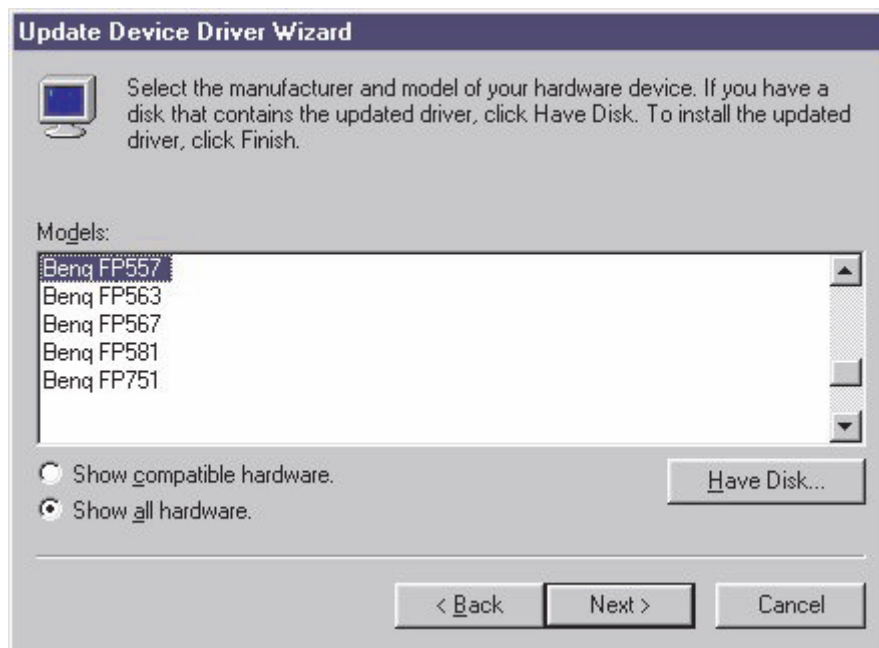 Update Device Driver Wizard
Select the manufacturer and model of your hardware device. If you have a
disk that contains the updated driver, click Have Disk. To install the updated
driver, click Finish.
Models:
Benq FP557
Benq FP563
Benq FP567
Benq FP581
Benq FP751
Show compatible hardware.
Show all hardware.
Have Disk...
< Back
Next >
Cancel